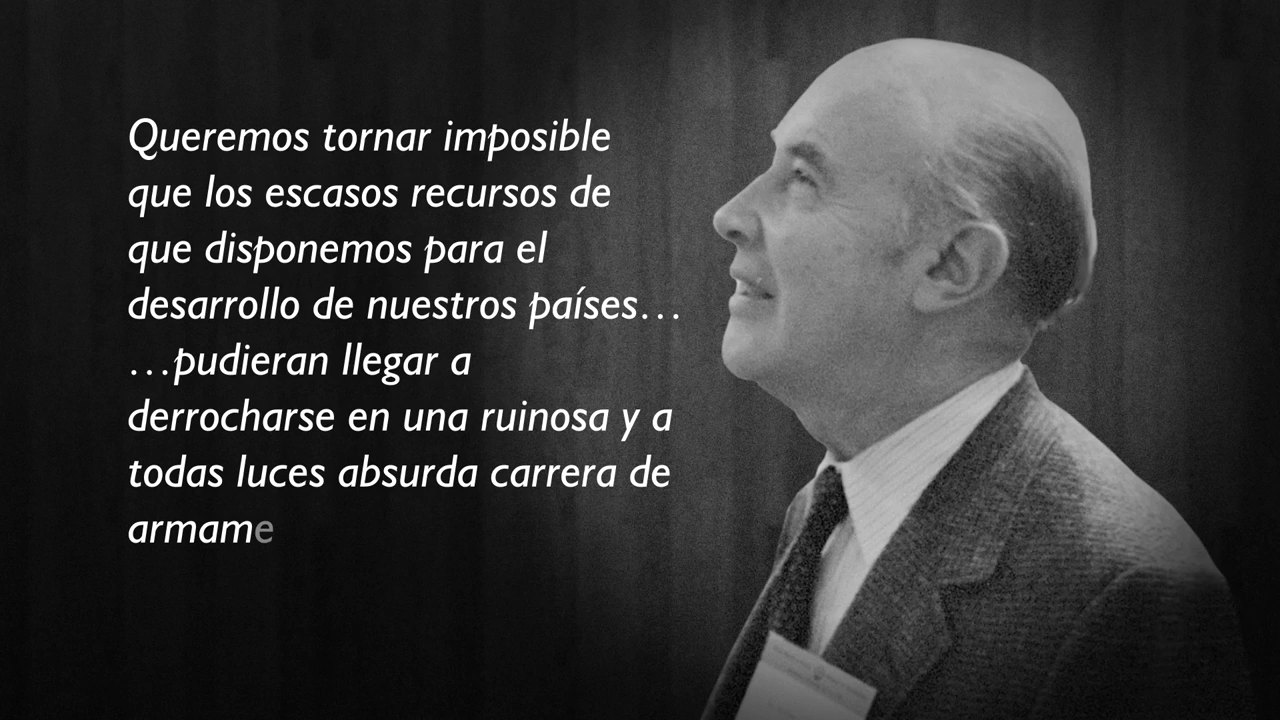 Queremos tornar imposible
que los escasos recursos de
que disponemos para el
desarrollo de nuestros países…
…pudieran llegar a
derrocharse en una ruinosa y a
todas luces absurda carrera de
armame